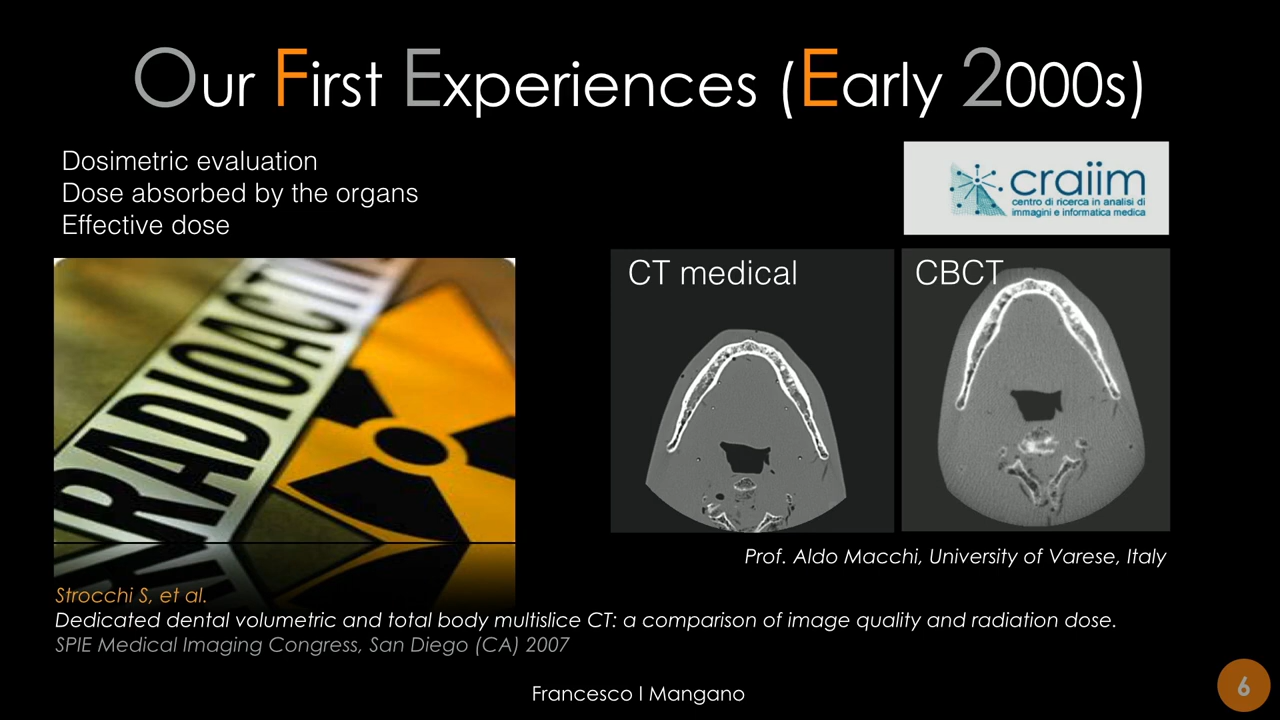 Our First Experiences (Early 2000s)
Dosimetric evaluation
Dose absorbed by the organs
Effective dose
craiim
centro di ricerca in analisi di
immagini e informatica medica
RADIOACTI
CT medical
CBCT
Prof. Aldo Macchi, University of Varese, Italy
Strocchi S, et al.
Dedicated dental volumetric and total body multislice CT: a comparison of image quality and radiation dose.
SPIE Medical Imaging Congress, San Diego (CA) 2007
Francesco l Mangano
6